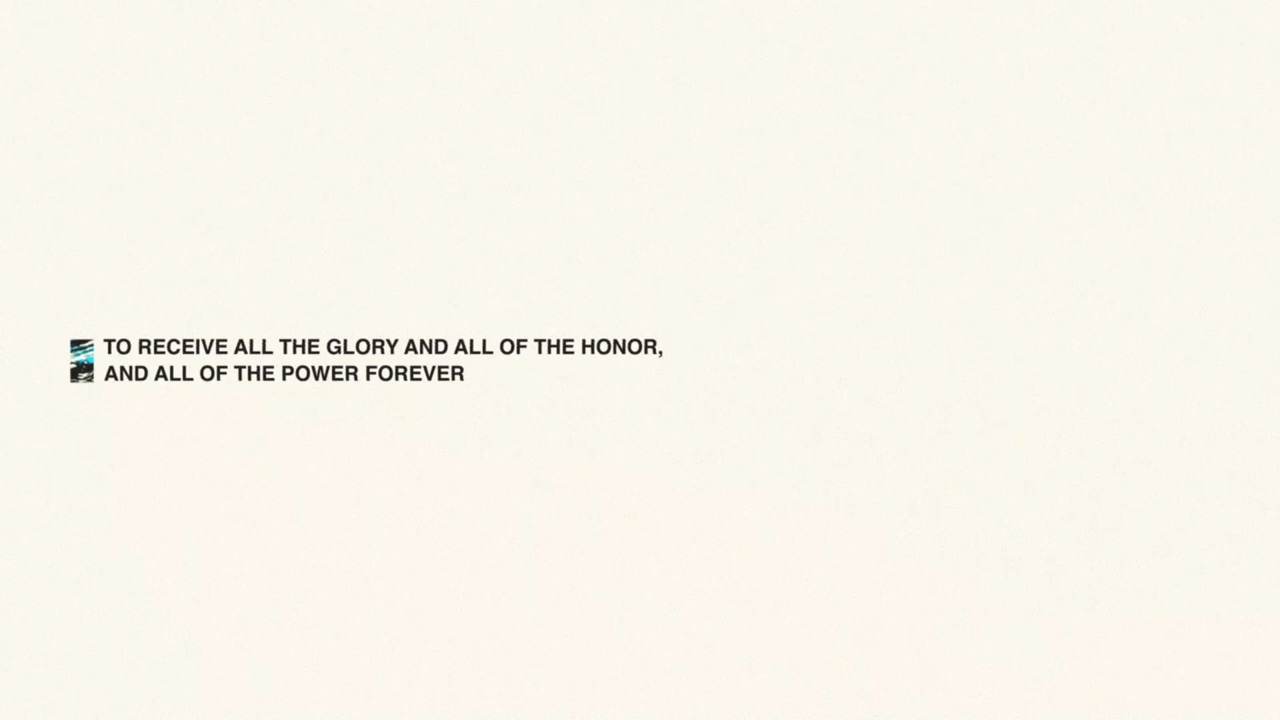 TO RECEIVE ALL THE GLORY AND ALL OF THE HONOR,
AND ALL OF THE POWER FOREVER